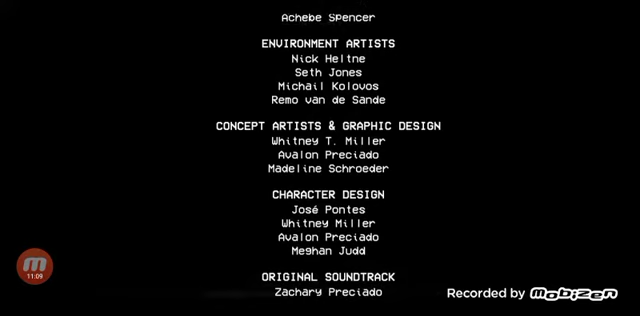 Achebe Spencer
ENVIRONMENT ARTISTS
Nick Heltne
Seth Jones
Michail Kolovos
Remo van de Sande
CONCEPT ARTISTS & GRAPHIC DESIGN
Whitney T. Miller
Avalon Preciado
Madeline Schroeder
CHARACTER DESIGN
José Pontes
Whitney Miller
Avalon Preciado
Meghan Judd
ORIGINAL SOUNDTRACK
Zachary Preciado
11:09
Recorded by mobizen